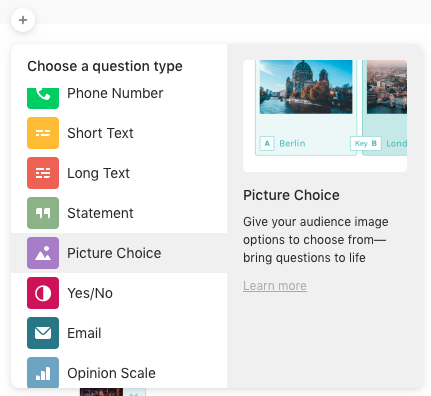 +
Choose a question type
Phone Number
Short Text
Long Text
Statement
Picture Choice
Yes/No
Email
Opinion Scale
A Berlin
Key B Lond
Picture Choice
Give your audience image
options to choose from—
bring questions to life
Learn more